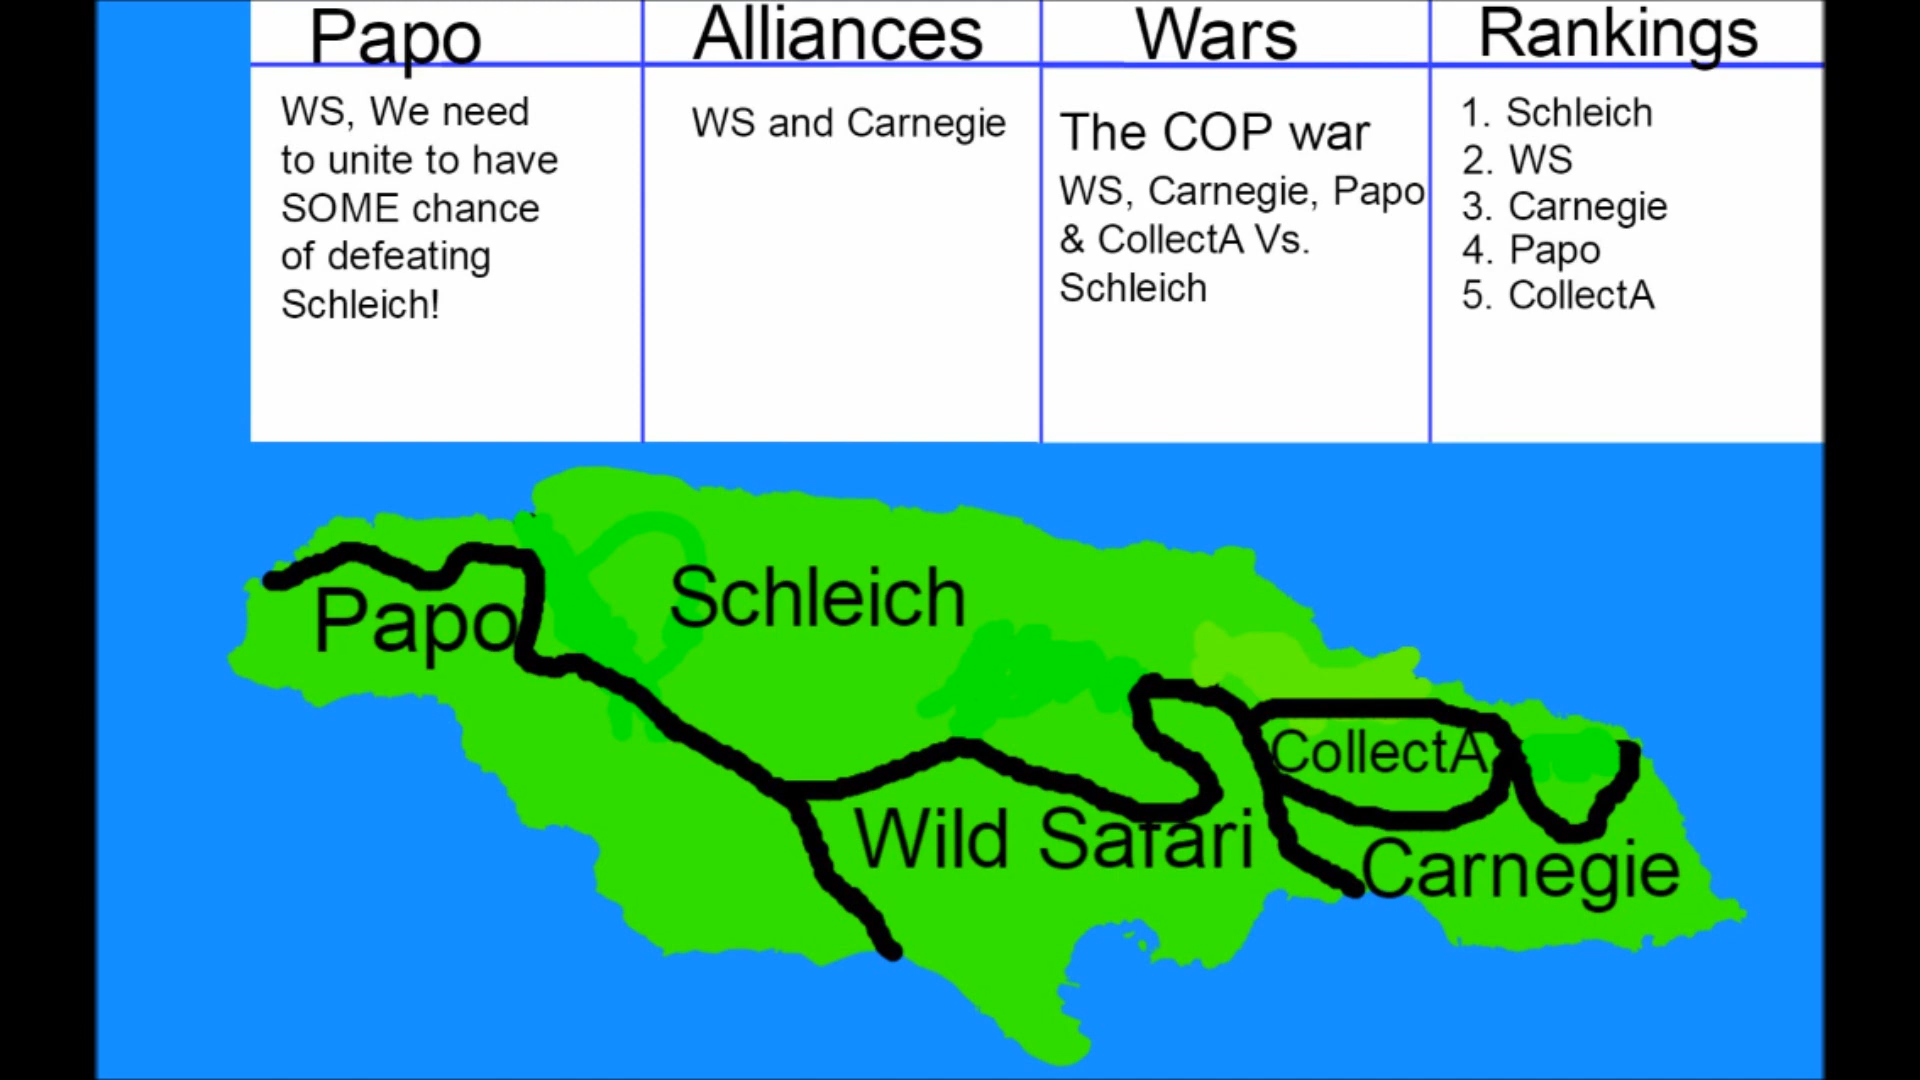 Papo
Alliances
Wars
Rankings
WS, We need
to unite to have
SOME chance
of defeating
Schleich!
WS and Carnegie
The COP war
WS, Carnegie, Papo
& CollectA Vs.
Schleich
1. Schleich
2. WS
3. Carnegie
4. Papo
5. CollectA
Schleich
Papo
CollectA
Wild Safari
Carnegie